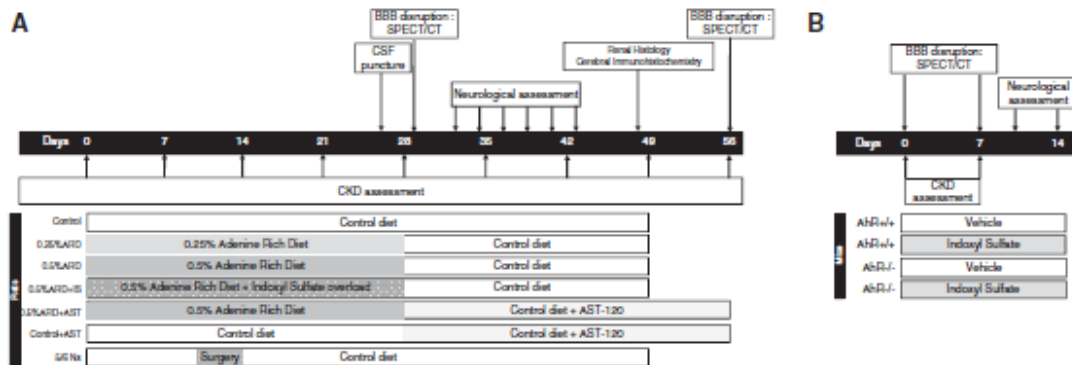 A
BBB disruption :
SPECT/CT
BBB disruption :
SPECT/CT
CSF
puncture
Renal Histology
Cerebral Immunohistochemistry
Neurological assessment
Days 0 7 14 21 28 35 42 49 56
CKD assessment
Control Control diet
0.25%ARD 0.25% Adenine Rich Diet Control diet
0.5%ARD 0.5% Adenine Rich Diet Control diet
0.5%ARD+IS 0.5% Adenine Rich Diet + Indoxyl Sulfate overload Control diet
0.5%ARD+AST 0.5% Adenine Rich Diet Control diet + AST-120
Control+AST Control diet Control diet + AST-120
5/6 Nx Surgery Control diet
Rats
B
BBB disruption:
SPECT/CT
Neurological
assessment
Days 0 7 14
CKD
assessment
AhR+/+ Vehicle
AhR+/+ Indoxyl Sulfate
AhR-/- Vehicle
AhR-/- Indoxyl Sulfate
Mice